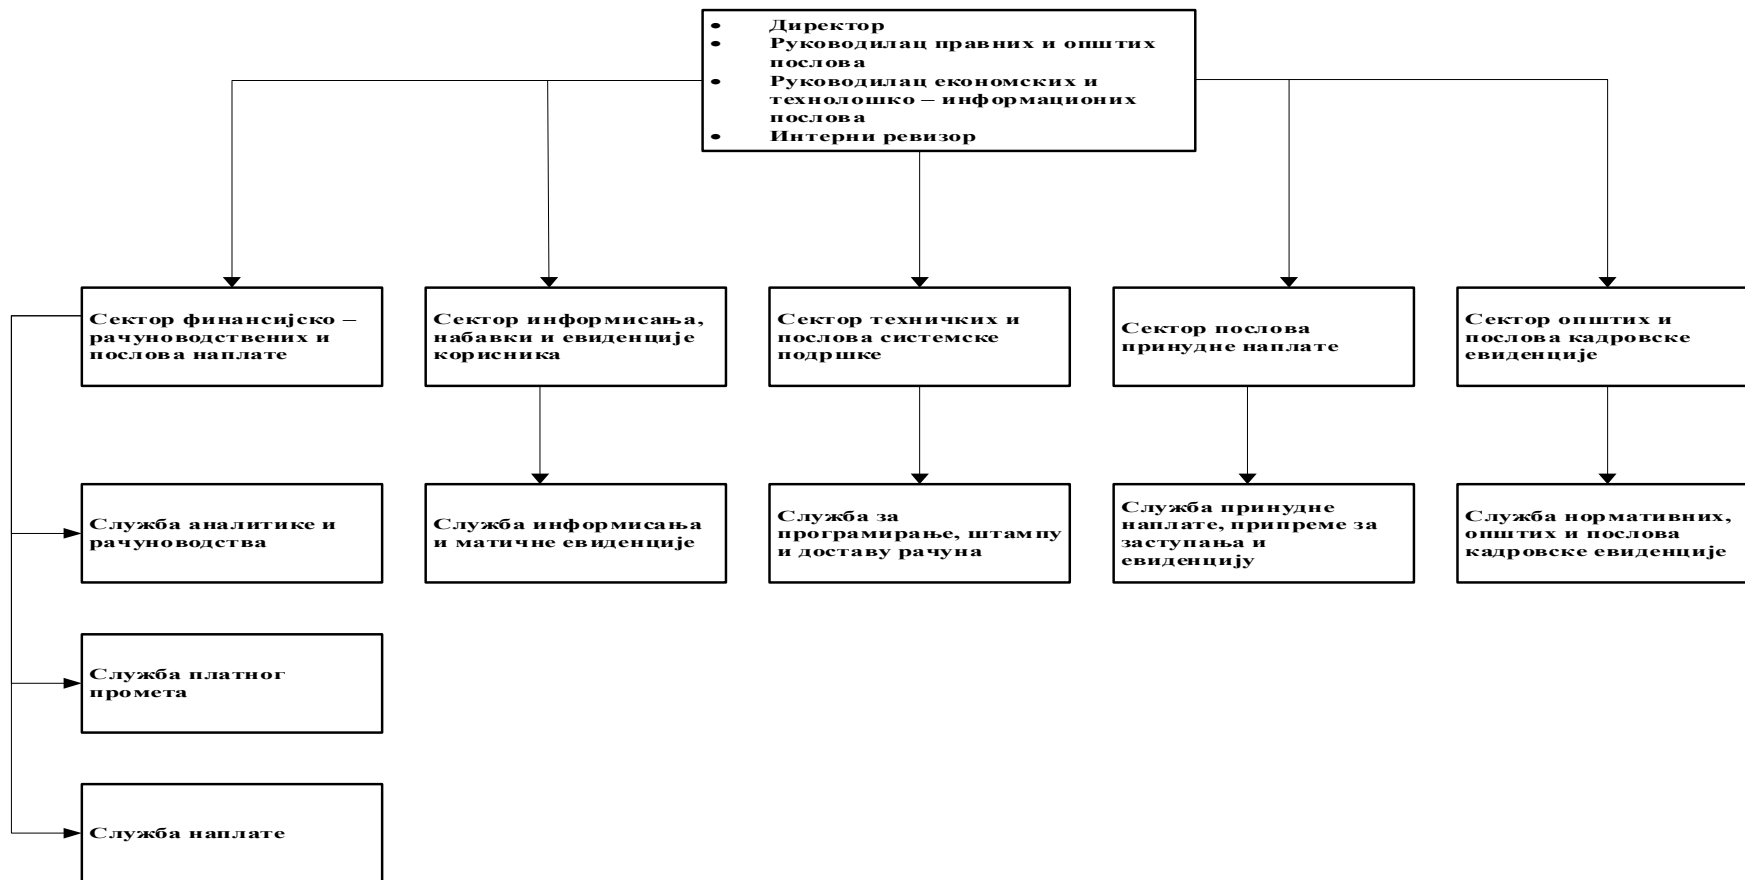 • Директор
• Руководилац правних и општих
послова
• Руководилац економских и
технолошко – информационих
послова
• Интерни ревизор
Сектор финансијско –
рачуноводствених и
послова наплате
Сектор информисања,
набавки и евиденције
корисника
Сектор техничких и
послова системске
подршке
Сектор послова
принудне наплате
Сектор општих и
послова кадровске
евиденције
Служба аналитике и
рачуноводства
Служба информисања
и матичне евиденције
Служба за
програмирање, штампу
и доставу рачуна
Служба принудне
наплате, припреме за
заступања и
евиденцију
Служба нормативних,
општих и послова
кадровске евиденције
Служба платног
промета
Служба наплате